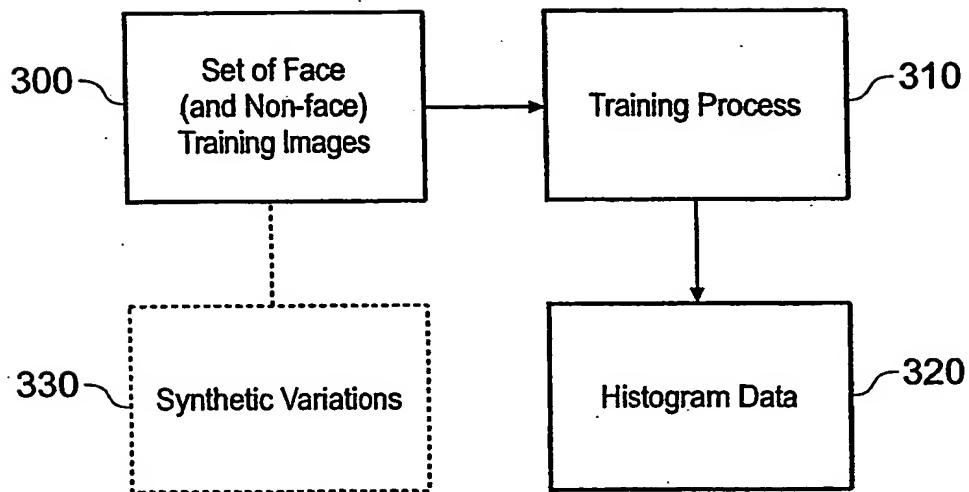 300
Set of Face
(and Non-face)
Training Images
310
Training Process
330
Synthetic Variations
320
Histogram Data